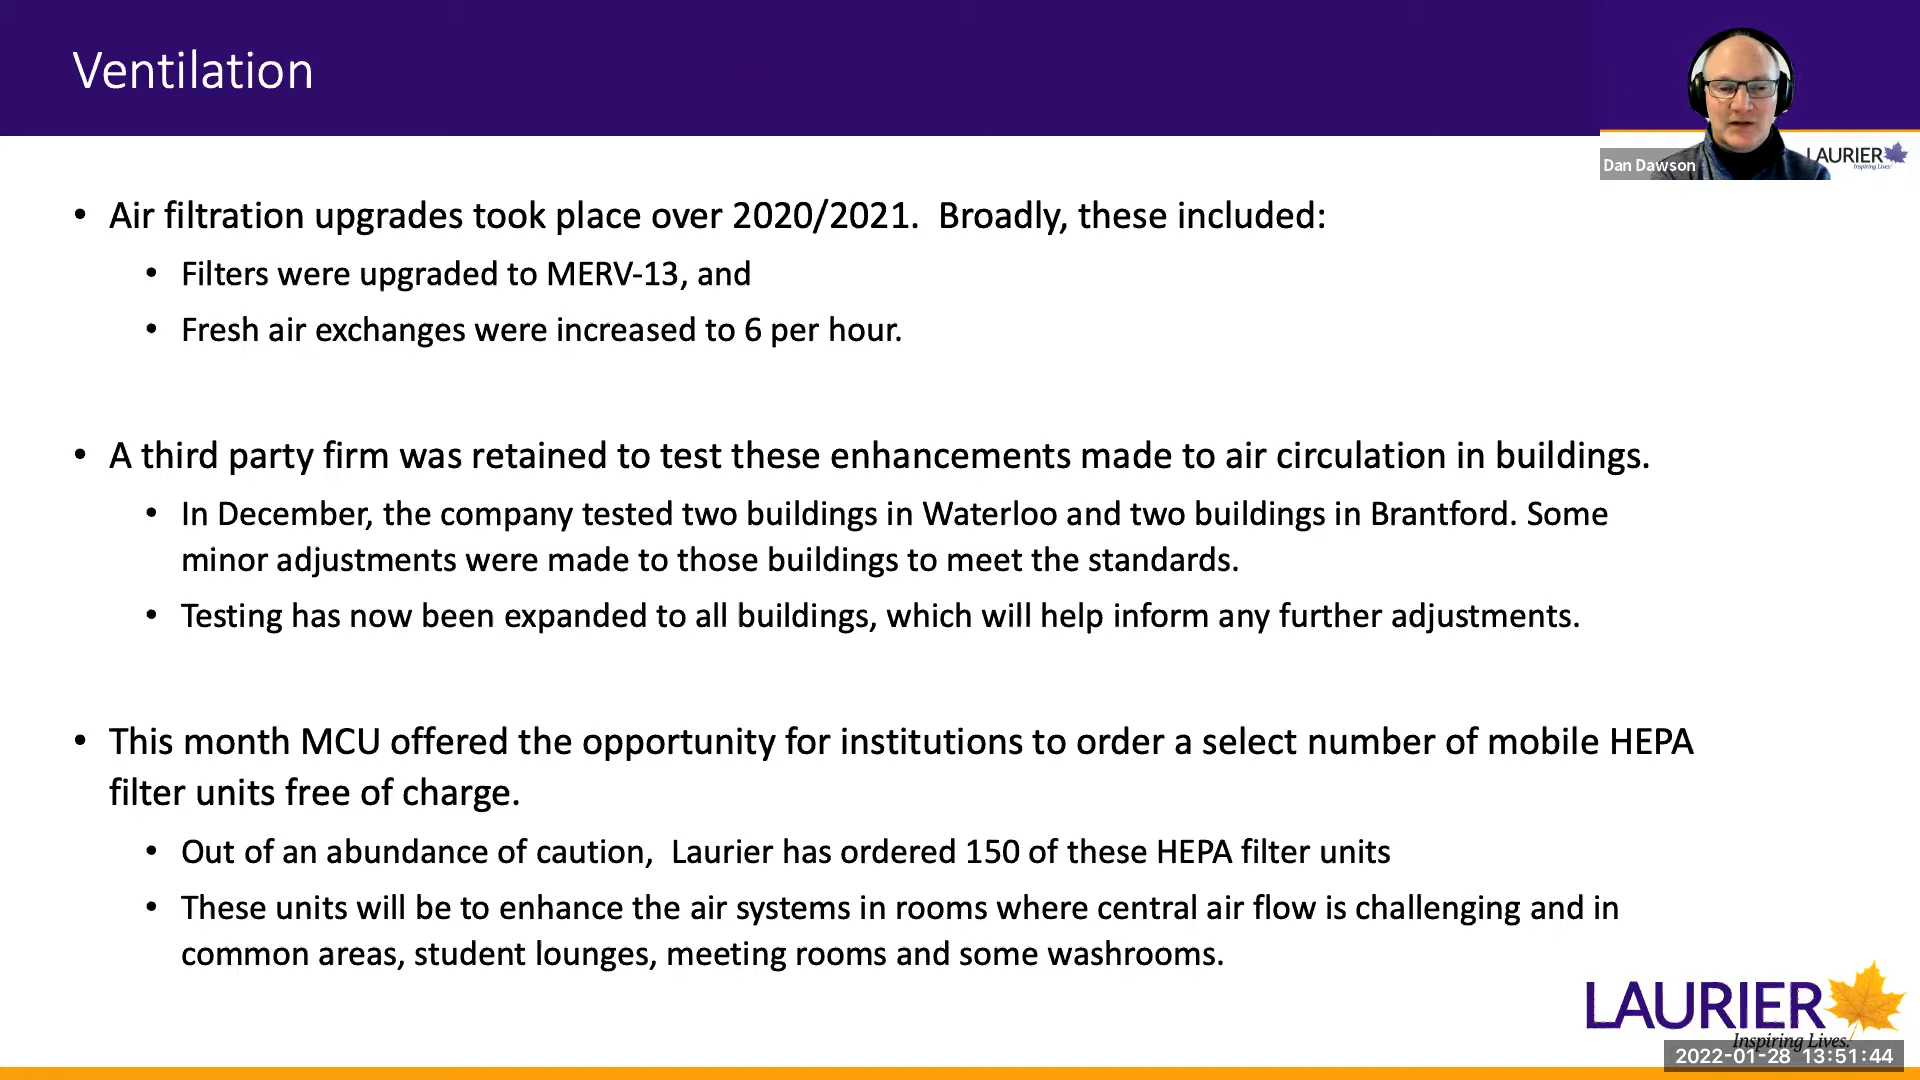 Ventilation
Dan Dawson
LAURIER
Inspiring Lives.
• Air filtration upgrades took place over 2020/2021.  Broadly, these included:
• Filters were upgraded to MERV-13, and
• Fresh air exchanges were increased to 6 per hour.
• A third party firm was retained to test these enhancements made to air circulation in buildings.
• In December, the company tested two buildings in Waterloo and two buildings in Brantford. Some
minor adjustments were made to those buildings to meet the standards.
• Testing has now been expanded to all buildings, which will help inform any further adjustments.
• This month MCU offered the opportunity for institutions to order a select number of mobile HEPA
filter units free of charge.
• Out of an abundance of caution,  Laurier has ordered 150 of these HEPA filter units
• These units will be to enhance the air systems in rooms where central air flow is challenging and in
common areas, student lounges, meeting rooms and some washrooms.
LAURIER
Inspiring Lives.
2022-01-28 13:51:44